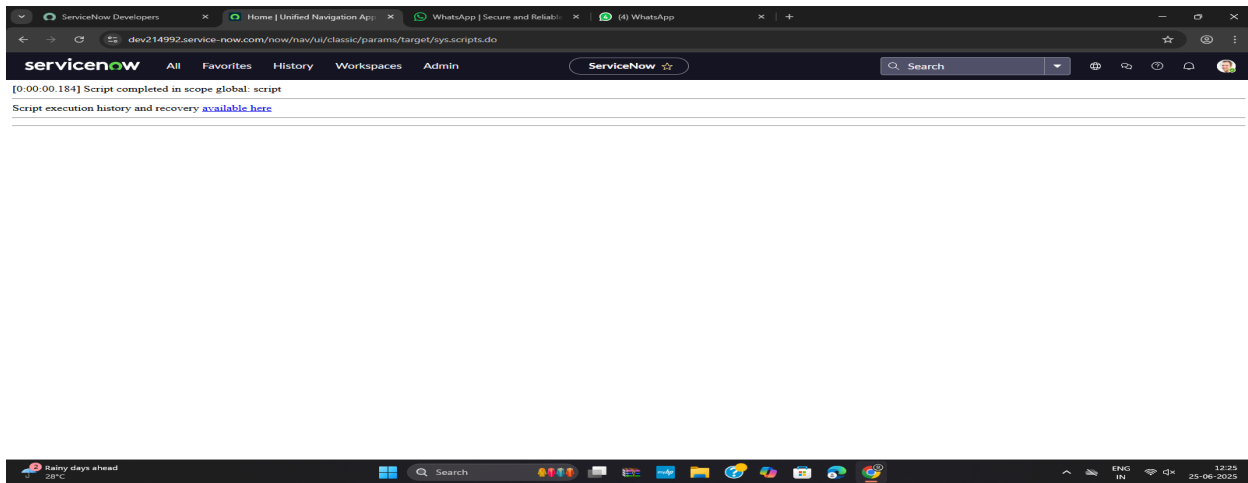 ServiceNow Developers
Home | Unified Navigation App
WhatsApp | Secure and Reliable
(4) WhatsApp
dev214992.service-now.com/now/nav/ui/classic/params/target/sys.scripts.do
servicenow All Favorites History Workspaces Admin ServiceNow Search
[0:00:00.184] Script completed in scope global: script
Script execution history and recovery available here
2 Rainy days ahead
28°C
Search
ENG
IN
12:25
25-06-2025